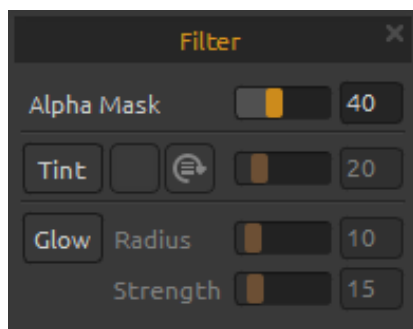 Filter
Alpha Mask 40
Tint 20
Glow Radius 10
Strength 15